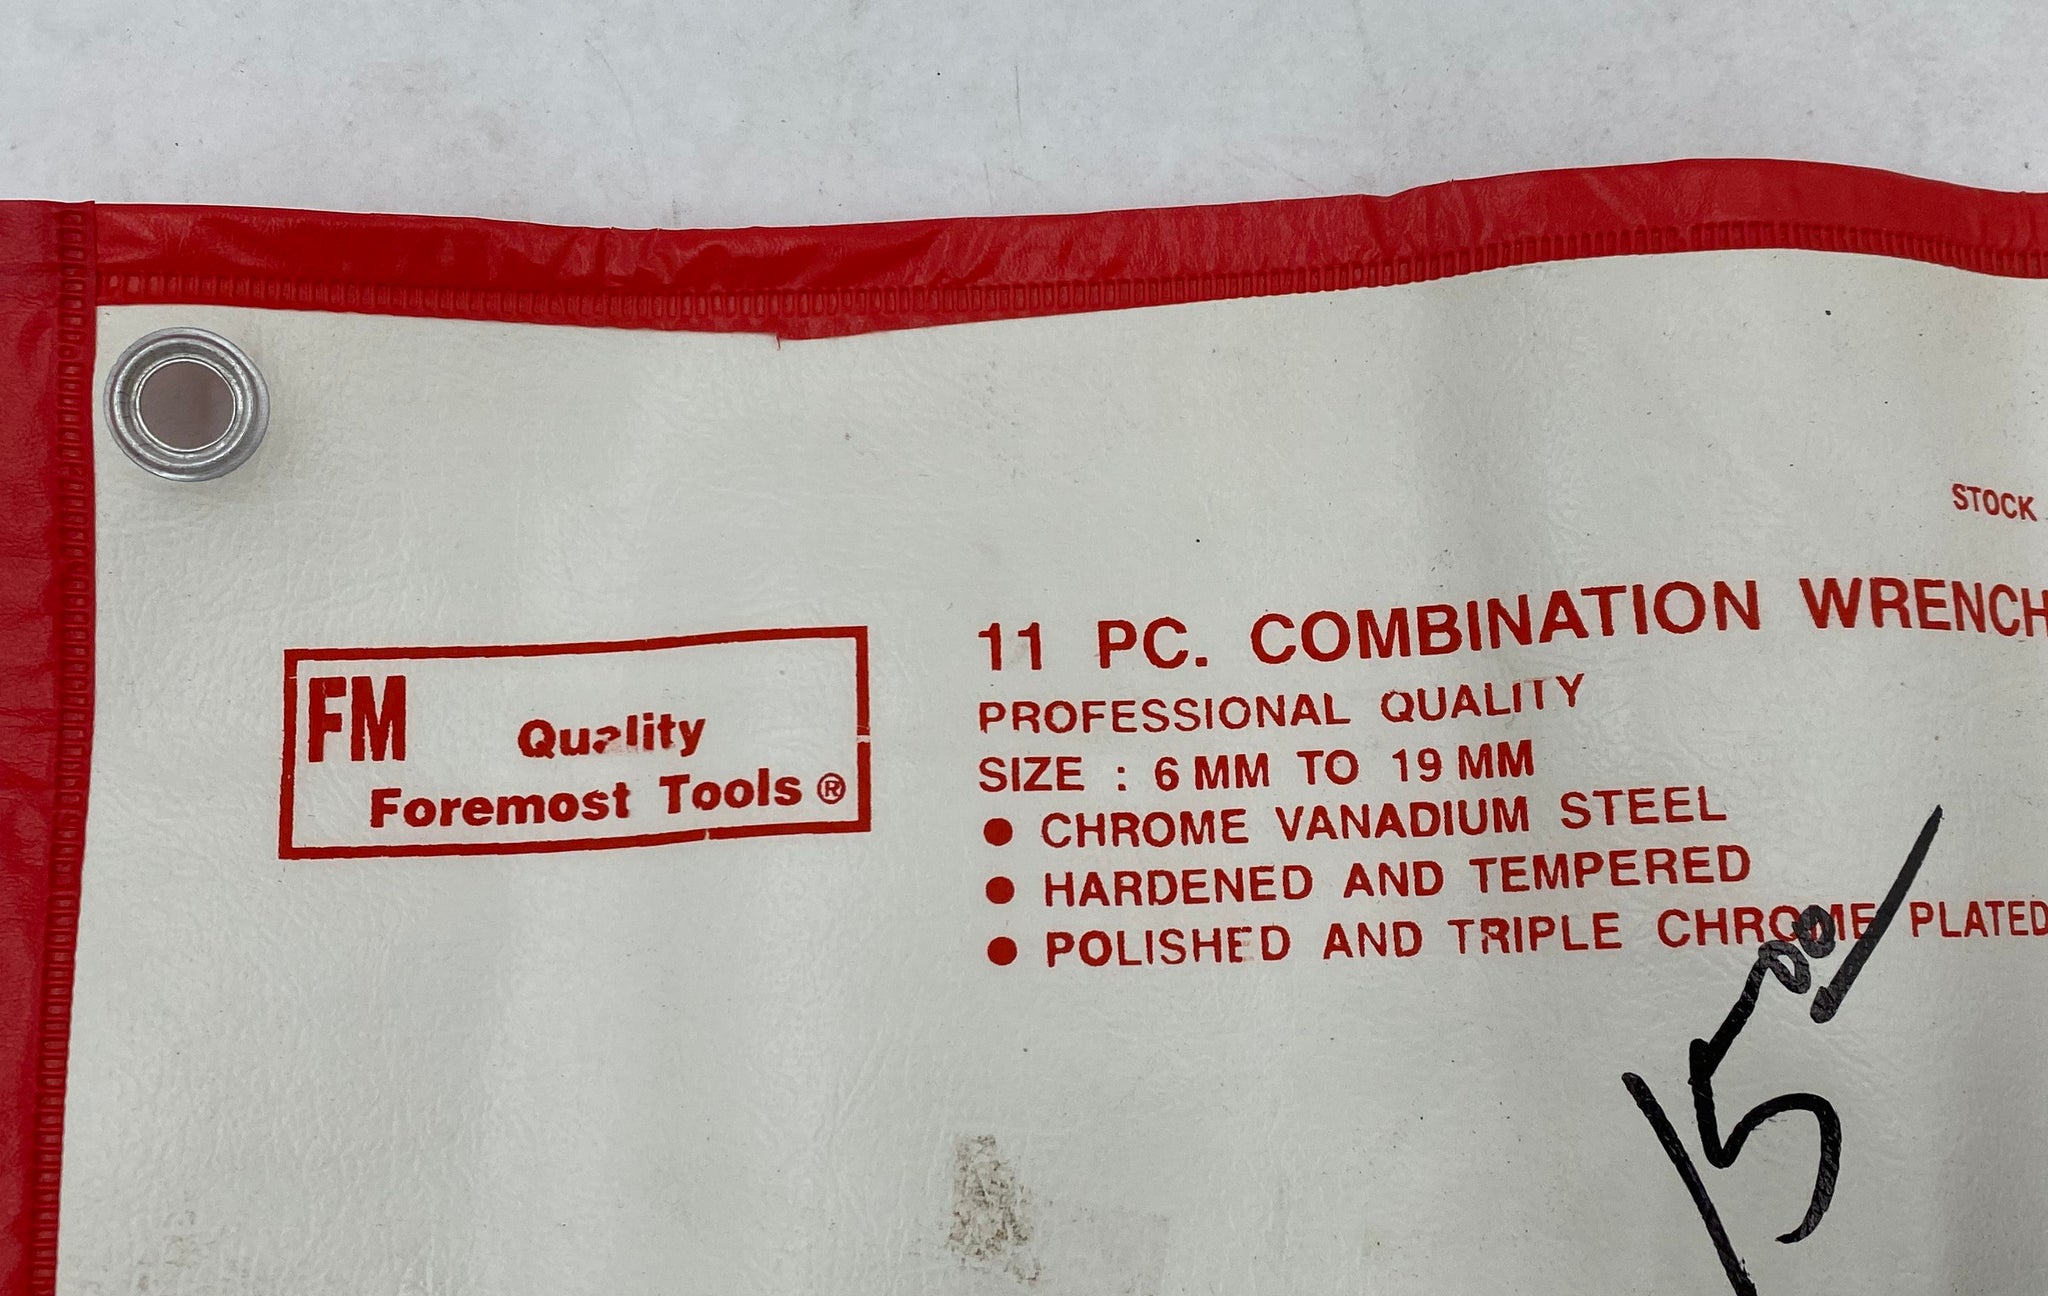 STOCK
11 PC. COMBINATION WRENCH
PROFESSIONAL QUALITY
SIZE : 6 MM TO 19 MM
● CHROME VANADIUM STEEL
● HARDENED AND TEMPERED
● POLISHED AND TRIPLE CHROME PLATED
FM
Quality
Foremost Tools ®
15.00